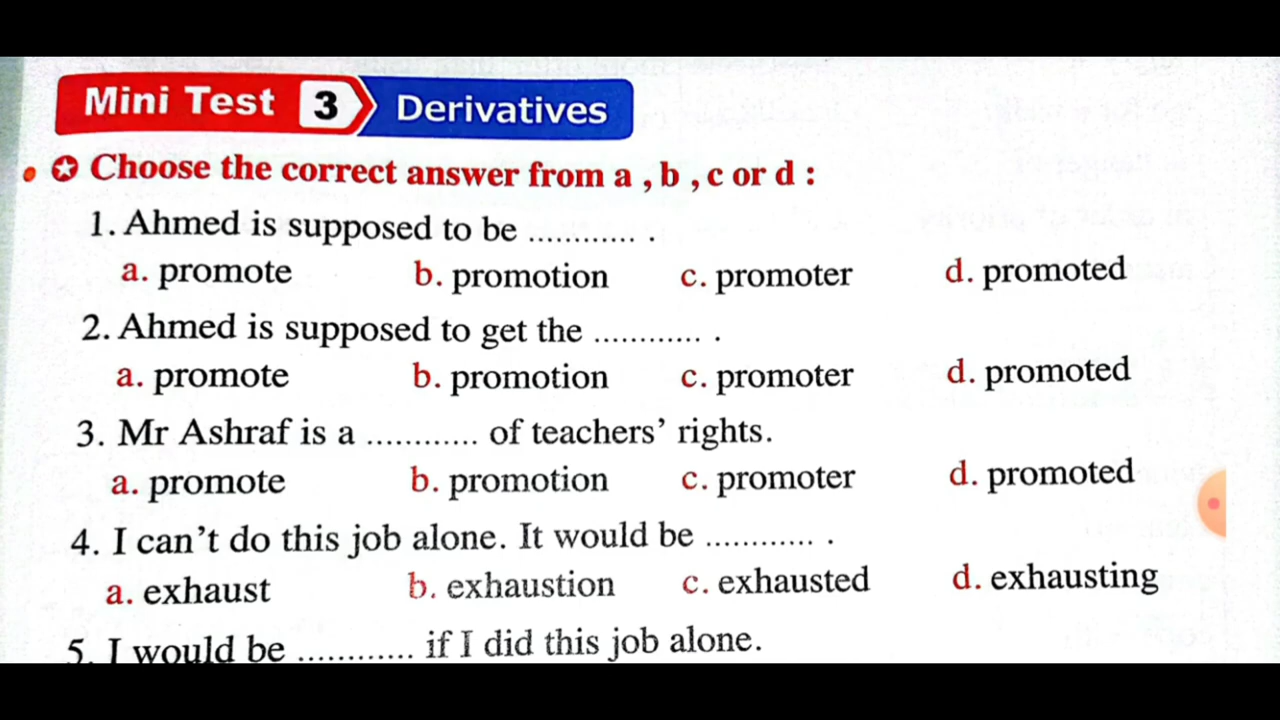 Mini Test 3 Derivatives
Choose the correct answer from a , b , c or d :
1. Ahmed is supposed to be ............ .
a. promote b. promotion c. promoter d. promoted
2. Ahmed is supposed to get the ............ .
a. promote b. promotion c. promoter d. promoted
3. Mr Ashraf is a ............ of teachers’ rights.
a. promote b. promotion c. promoter d. promoted
4. I can’t do this job alone. It would be ............ .
a. exhaust b. exhaustion c. exhausted d. exhausting
5. I would be ............ if I did this job alone.